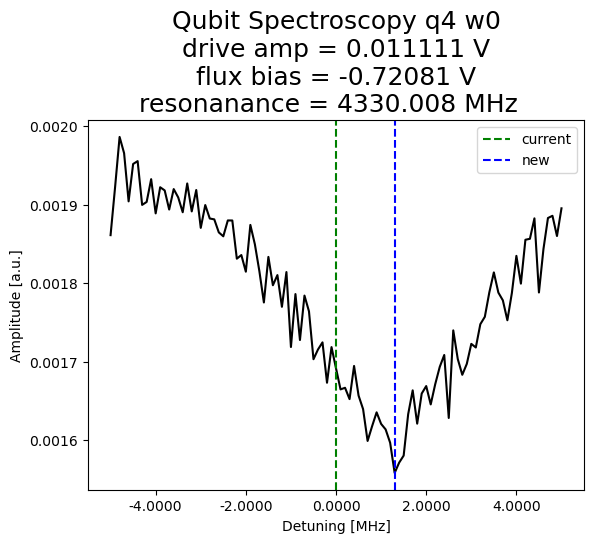 Qubit Spectroscopy q4 w0
drive amp = 0.011111 V
flux bias = -0.72081 V
resonanance = 4330.008 MHz
current
new
0.0020
0.0019
0.0018
0.0017
0.0016
Amplitude [a.u.]
-4.0000 -2.0000 0.0000 2.0000 4.0000
Detuning [MHz]